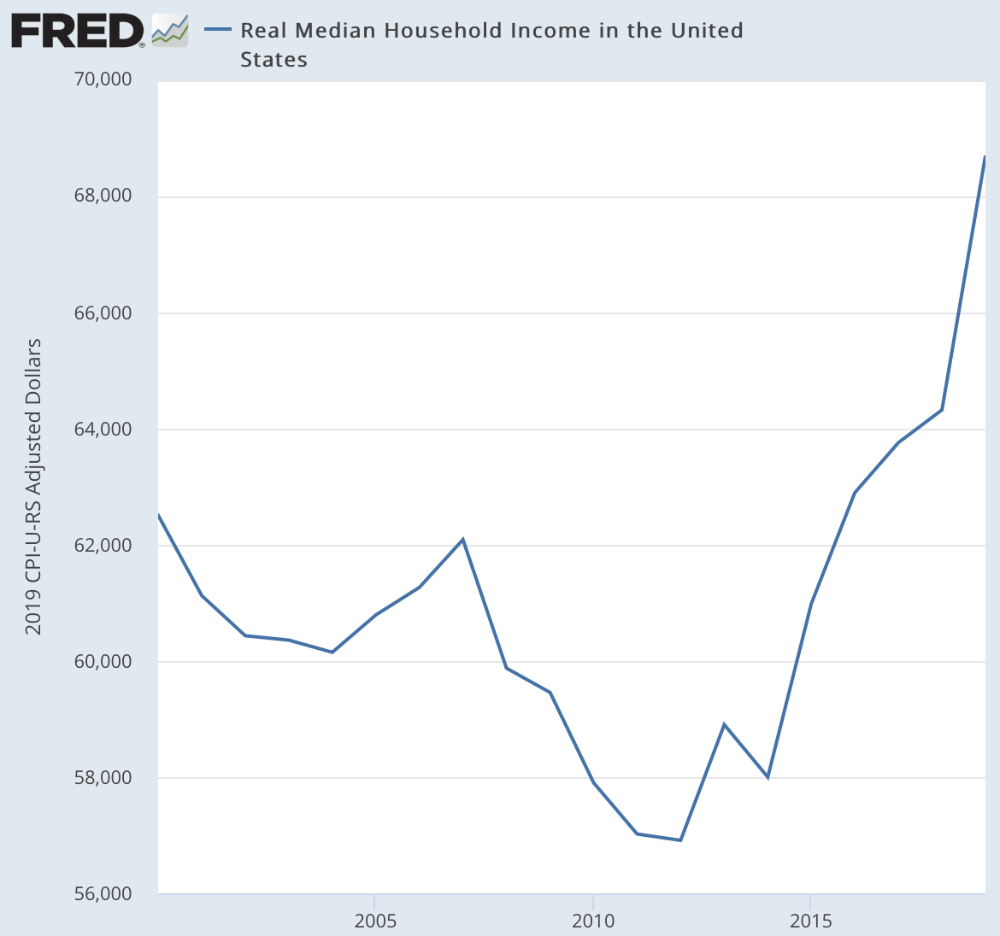 FRED®
Real Median Household Income in the United
States
70,000
68,000
66,000
64,000
62,000
60,000
58,000
56,000
2019 CPI-U-RS Adjusted Dollars
2005
2010
2015